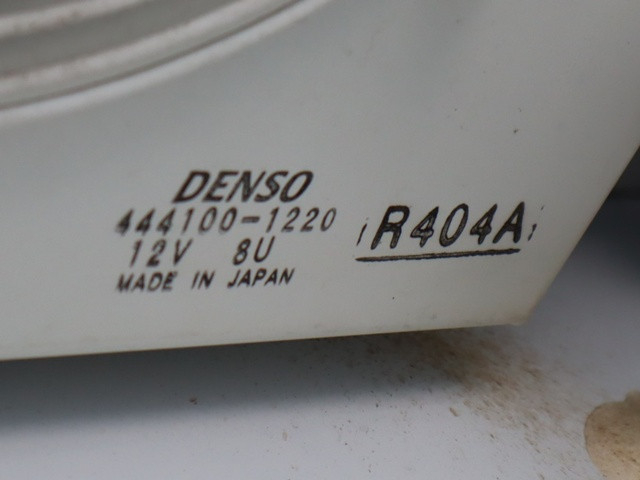 DENSO
444100-1220
12V 8U
R404A
MADE IN JAPAN